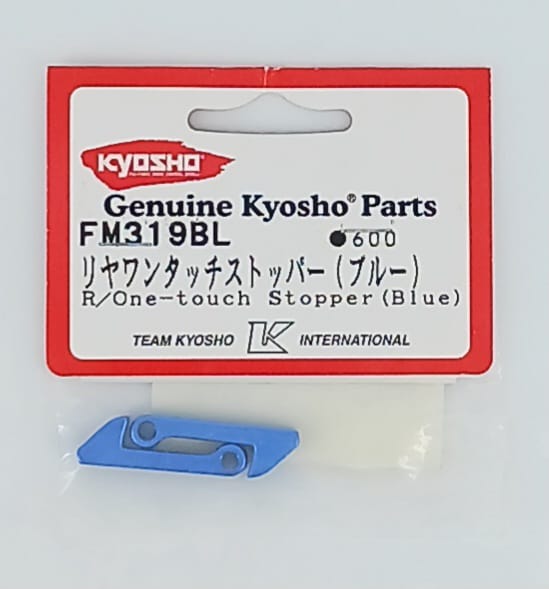 KYOSHO
Genuine Kyosho® Parts
FM319BL ●600
リヤワンタッチストッパー(ブルー)
R/One-touch Stopper(Blue)
TEAM KYOSHO K INTERNATIONAL